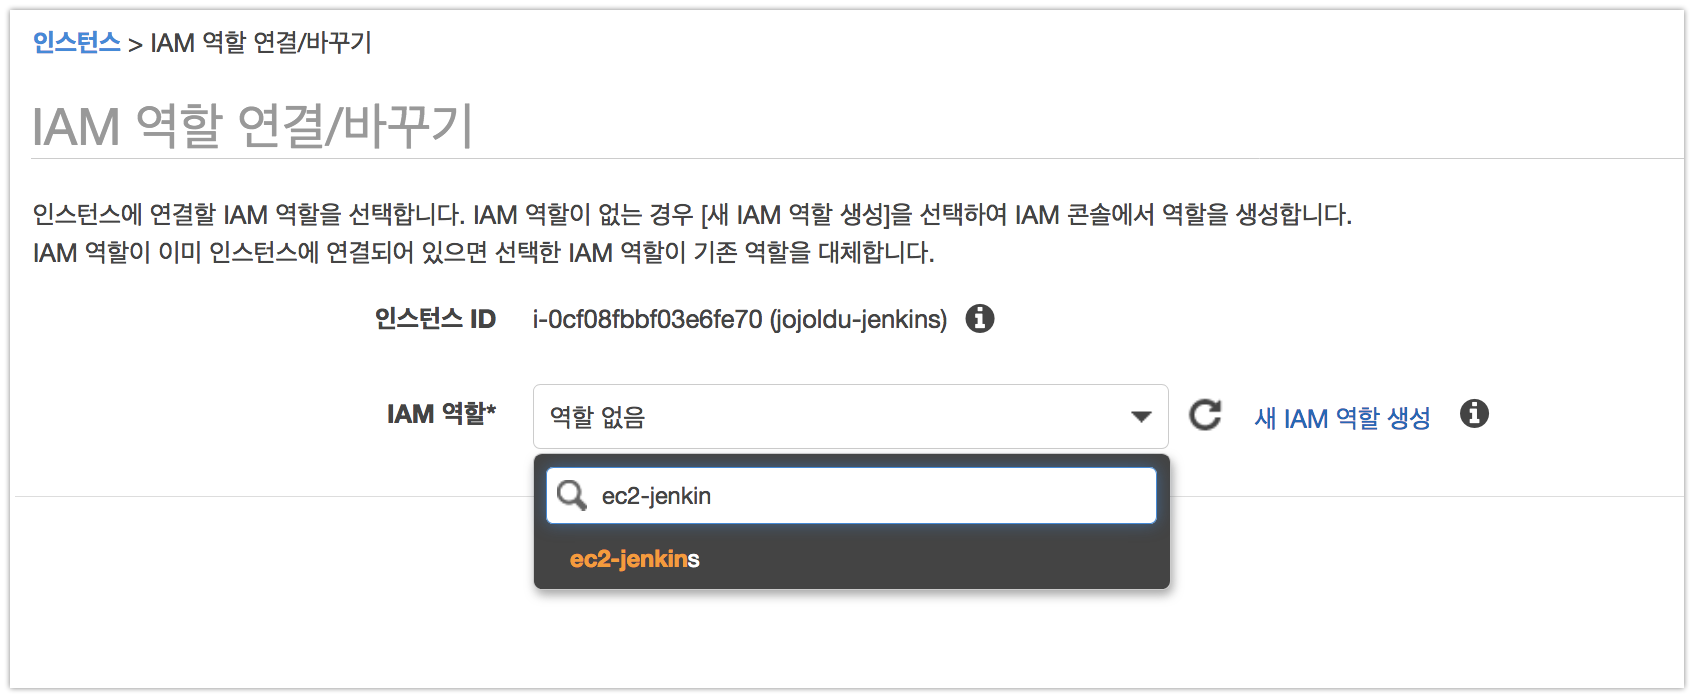 인스턴스 > IAM 역할 연결/바꾸기
IAM 역할 연결/바꾸기
인스턴스에 연결할 IAM 역할을 선택합니다. IAM 역할이 없는 경우 [새 IAM 역할 생성]을 선택하여 IAM 콘솔에서 역할을 생성합니다.
IAM 역할이 이미 인스턴스에 연결되어 있으면 선택한 IAM 역할이 기존 역할을 대체합니다.
인스턴스 ID i-0cf08fbbf03e6fe70 (jojoldu-jenkins)
IAM 역할* 역할 없음 새 IAM 역할 생성
ec2-jenkin
ec2-jenkins